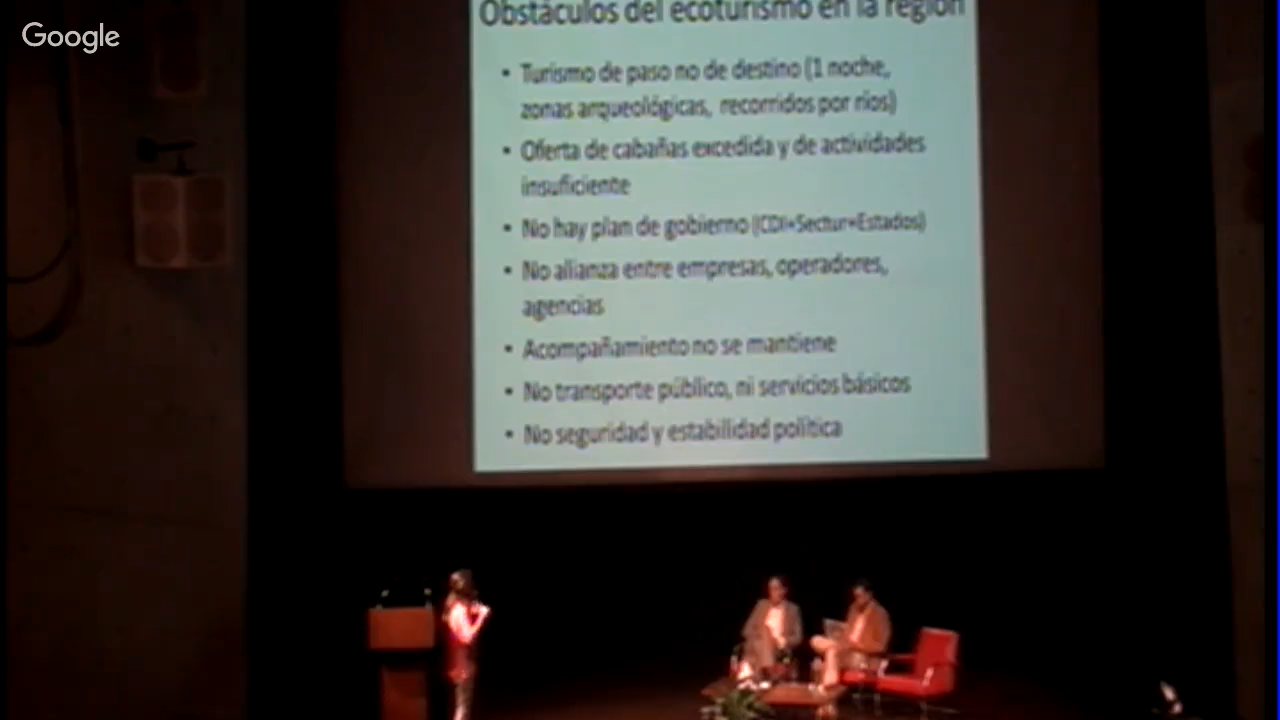 Google
Obstáculos del ecoturismo en la región
• Turismo de paso no de destino (1 noche,
zonas arqueológicas, recorridos por ríos)
• Oferta de cabañas excedida y de actividades
insuficiente
• No hay plan de gobierno (CDI+Sectur+Estados)
• No alianza entre empresas, operadores,
agencias
• Acompañamiento no se mantiene
• No transporte público, ni servicios básicos
• No seguridad y estabilidad política